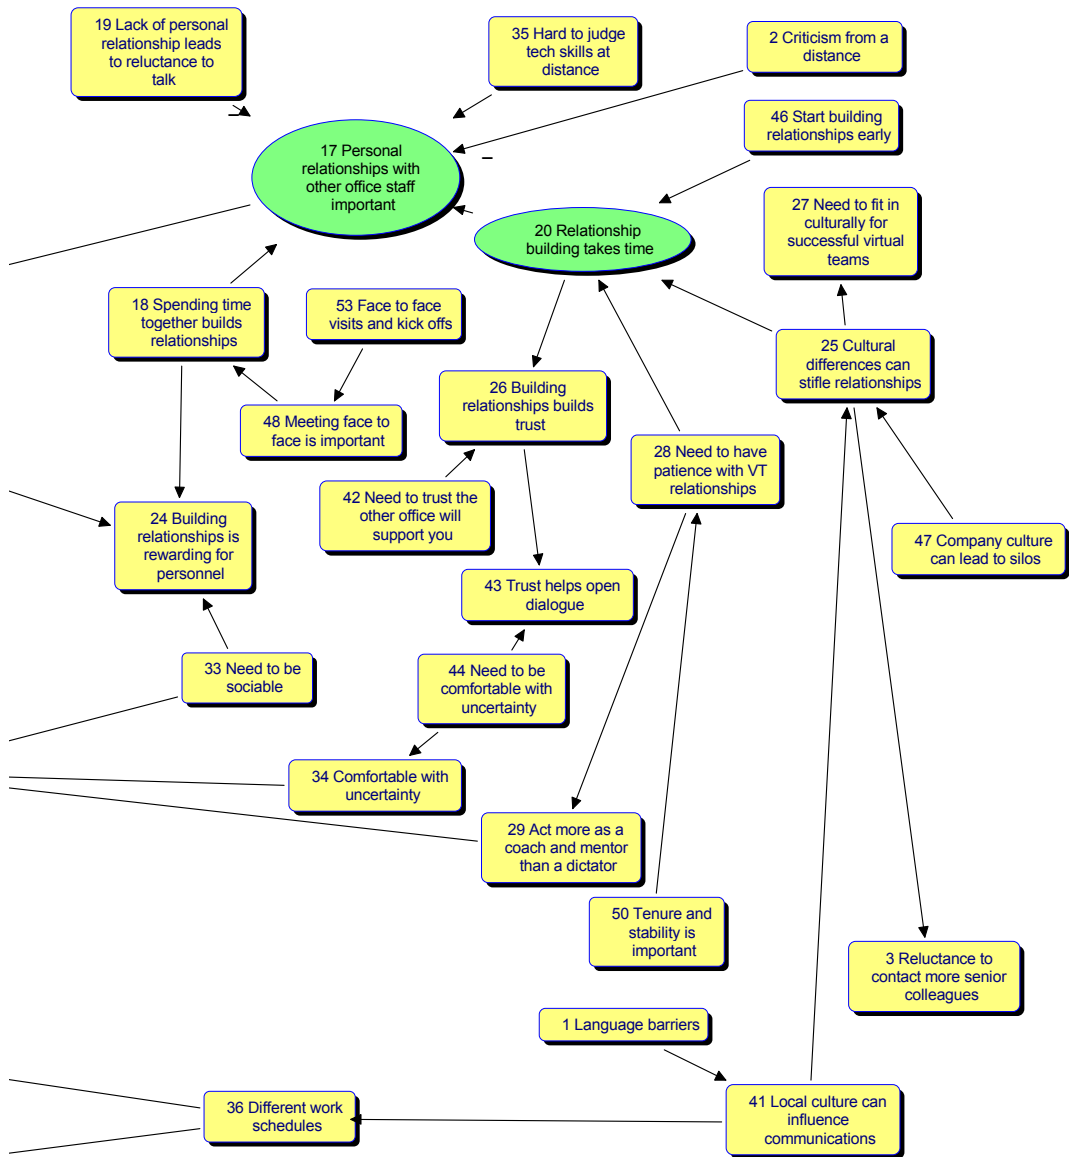 19 Lack of personal
relationship leads
to reluctance to
talk
35 Hard to judge
tech skills at
distance
2 Criticism from a
distance
46 Start building
relationships early
17 Personal
relationships with
other office staff
important
–
–
27 Need to fit in
culturally for
successful virtual
teams
20 Relationship
building takes time
18 Spending time
together builds
relationships
53 Face to face
visits and kick offs
25 Cultural
differences can
stifle relationships
26 Building
relationships builds
trust
48 Meeting face to
face is important
28 Need to have
patience with VT
relationships
42 Need to trust the
other office will
support you
24 Building
relationships is
rewarding for
personnel
47 Company culture
can lead to silos
43 Trust helps open
dialogue
33 Need to be
sociable
44 Need to be
comfortable with
uncertainty
34 Comfortable with
uncertainty
29 Act more as a
coach and mentor
than a dictator
50 Tenure and
stability is
important
3 Reluctance to
contact more senior
colleagues
1 Language barriers
36 Different work
schedules
41 Local culture can
influence
communications